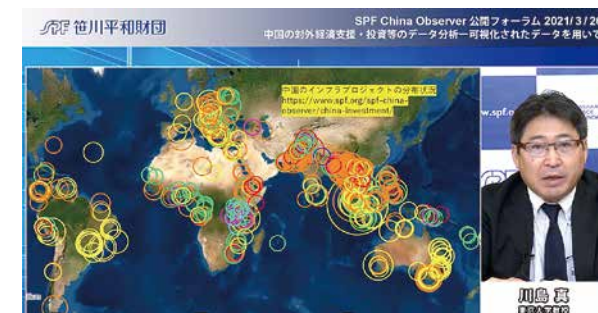 SPF 笹川平和財団
SPF China Observer 公開フォーラム 2021/3/26
中国の対外経済支援・投資等のデータ分析ー可視化されたデータを用いて
中国のインフラプロジェクトの分布状況
https://www.spf.org/spf-china-
observer/china-investment/
w.spf.org
SPF
川島 真